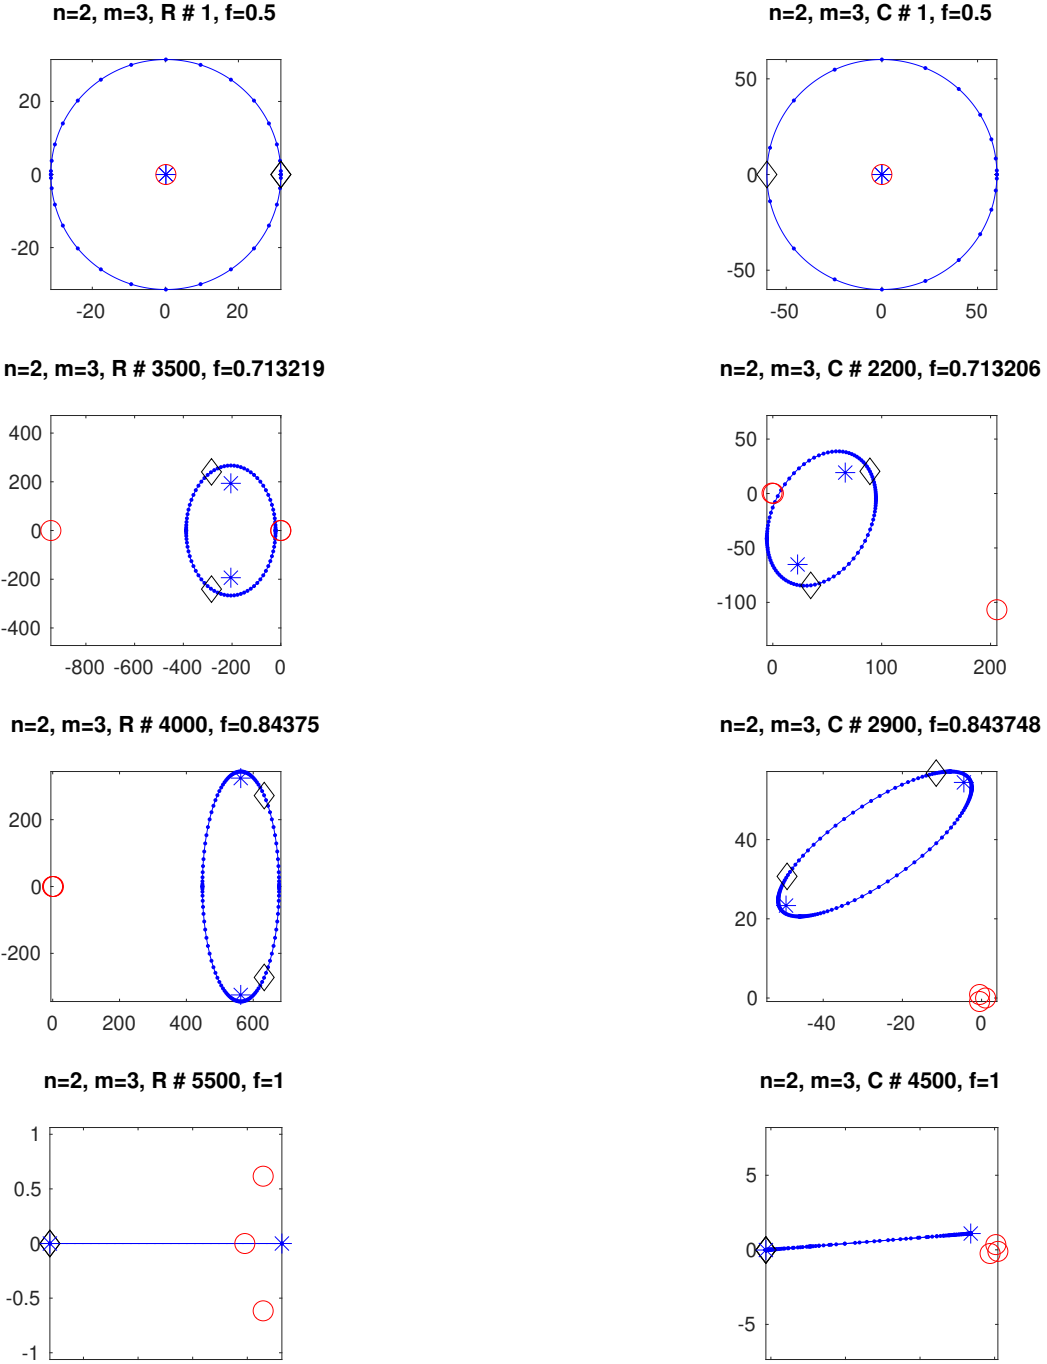 n=2, m=3, R # 1, f=0.5
n=2, m=3, C # 1, f=0.5
20
0
-20
-20 0 20
50
0
-50
-50 0 50
n=2, m=3, R # 3500, f=0.713219
n=2, m=3, C # 2200, f=0.713206
400
200
0
-200
-400
-800 -600 -400 -200 0
50
0
-50
-100
0 100 200
n=2, m=3, R # 4000, f=0.84375
n=2, m=3, C # 2900, f=0.843748
200
0
-200
0 200 400 600
40
20
0
-40 -20 0
n=2, m=3, R # 5500, f=1
n=2, m=3, C # 4500, f=1
1
0.5
0
-0.5
-1
5
0
-5